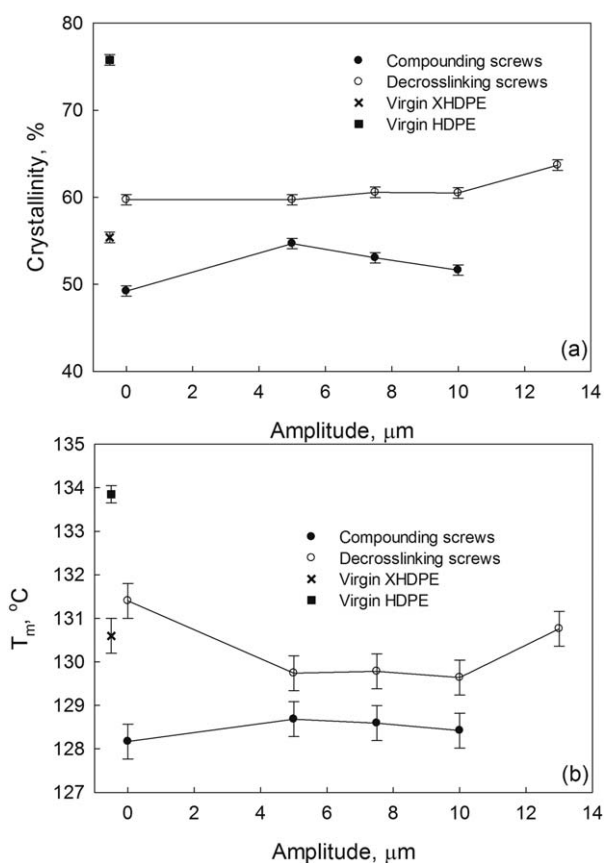 80
70
60
50
40
Crystallinity, %
Compounding screws
Decrosslinking screws
Virgin XHDPE
Virgin HDPE
(a)
0 2 4 6 8 10 12 14
Amplitude, μm
135
134
133
132
131
130
129
128
127
Tm, °C
Compounding screws
Decrosslinking screws
Virgin XHDPE
Virgin HDPE
(b)
0 2 4 6 8 10 12 14
Amplitude, μm